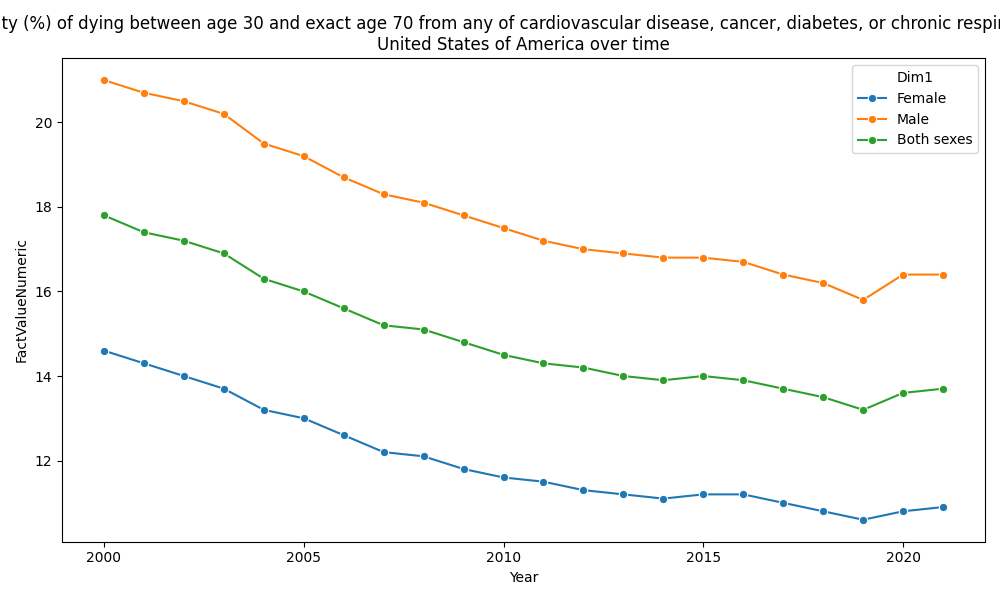 ty (%) of dying between age 30 and exact age 70 from any of cardiovascular disease, cancer, diabetes, or chronic respir
United States of America over time
Dim1
Female
Male
Both sexes
FactValueNumeric
20
18
16
14
12
2000
2005
2010
2015
2020
Year